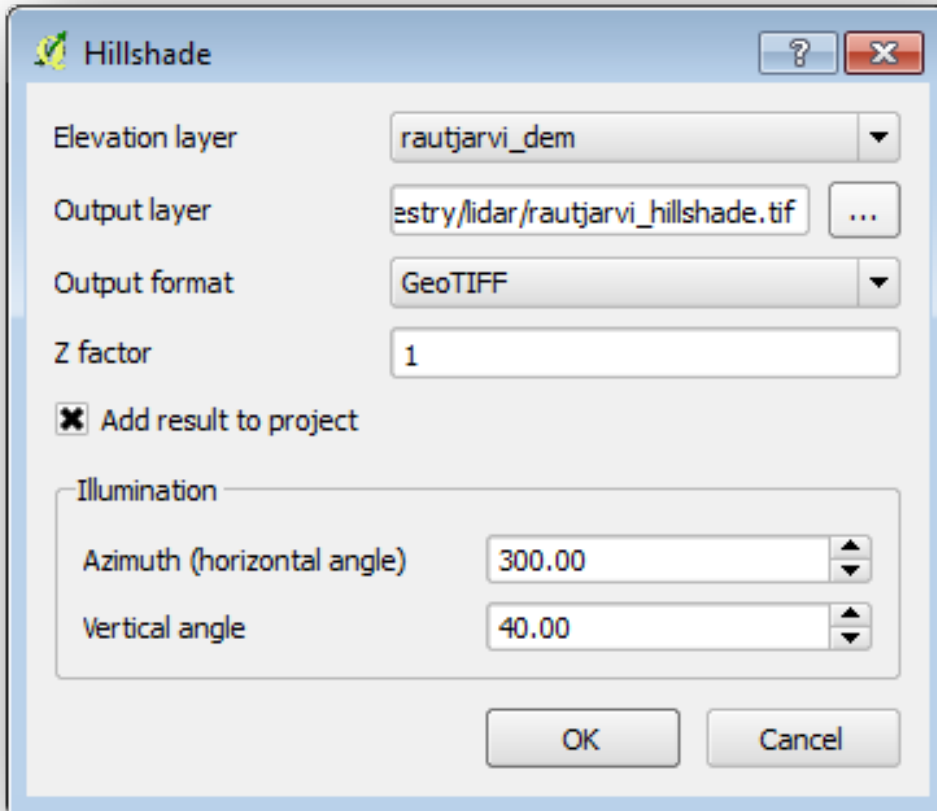 Hillshade
Elevation layer rautjarvi_dem
Output layer estry/lidar/rautjarvi_hillshade.tif ...
Output format GeoTIFF
Z factor 1
Add result to project
Illumination
Azimuth (horizontal angle) 300.00
Vertical angle 40.00
OK Cancel